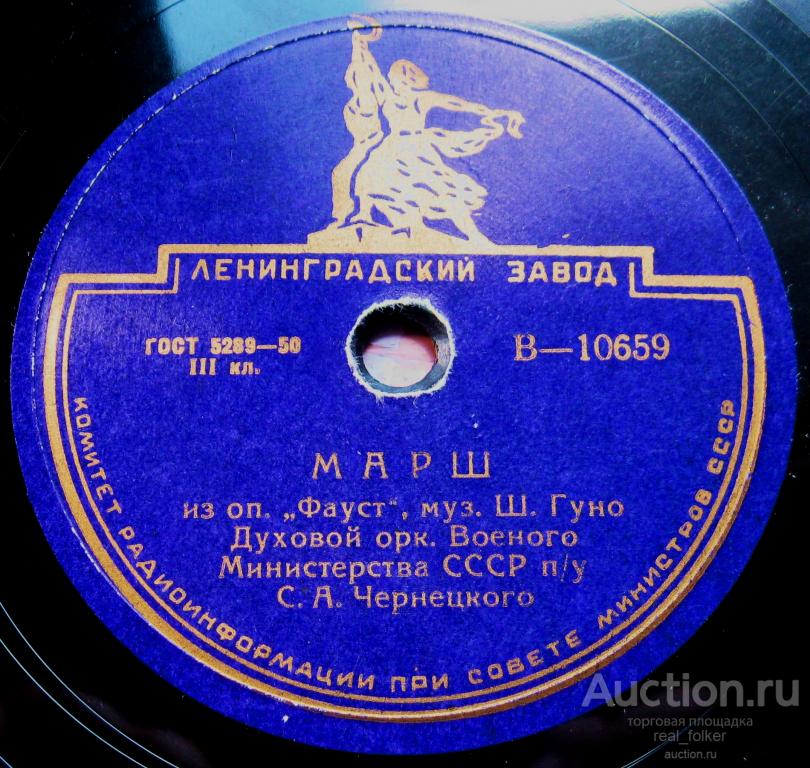 ЛЕНИНГРАДСКИЙ ЗАВОД
ГОСТ 5289—50
III кл.
В—10659
МАРШ
из оп. „Фауст“, муз. Ш. Гуно
Духовой орк. Военого
Министерства СССР п/у
С. А. Чернецкого
КОМИТЕТ РАДИОИНФОРМАЦИИ ПРИ СОВЕТЕ МИНИСТРОВ СССР
Auction.ru
торговая площадка
real_folker
auction.ru